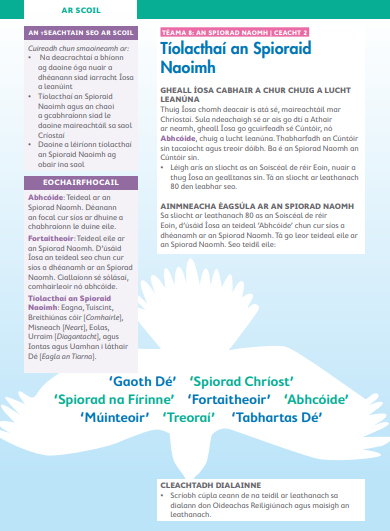 AR SCOIL
AN TSEACHTAIN SEO AR SCOIL
Cuireadh chun smaoineamh ar:
• Na deacrachtaí a bhíonn
ag daoine óga nuair a
dhéanann siad iarracht Íosa
a leanúint
• Tíolacthaí an Spioraid
Naoimh agus an chaoi
a gcabhraíonn siad le
daoine maireachtáil sa saol
Críostaí
• Daoine a léiríonn tíolacthaí
an Spioraid Naoimh ag
obair ina saol
EOCHAIRFHOCAIL
Abhcóide: Teideal ar an
Spiorad Naomh. Déanann
an focal cur síos ar dhuine a
chabhraíonn le duine eile.
Fortaitheoir: Teideal eile ar
an Spiorad Naomh. D'úsáid
Íosa an teideal seo chun cur
síos a dhéanamh ar an Spiorad
Naomh. Ciallaíonn sé sólásaí,
comhairleoir nó abhcóide.
Tíolacthaí an Spioraid
Naoimh: Eagna, Tuiscint,
Breithiúnas cóir [Comhairle],
Misneach [Neart], Eolas,
Urraim [Diagantacht], agus
Iontas agus Uamhan i láthair
Dé [Eagla an Tiarna].
TÉAMA 8: AN SPIORAD NAOMH | CEACHT 2
Tíolacthaí an Spioraid
Naoimh
GHEALL ÍOSA CABHAIR A CHUR CHUIG A LUCHT
LEANÚNA
Thuig Íosa chomh deacair is atá sé, maireachtáil mar
Chríostaí. Sula ndeachaigh sé ar ais go dtí a Athair
ar neamh, gheall Íosa go gcuirfeadh sé Cúntóir, nó
Abhcóide, chuig a lucht leanúna. Thabharfadh an Cúntóir
sin tacaíocht agus treoir dóibh. Ba é an Spiorad Naomh an
Cúntóir sin.
• Léigh arís an sliocht as an Soiscéal de réir Eoin, nuair a
thug Íosa an gealltanas sin. Tá an sliocht ar leathanach
80 den leabhar seo.
AINMNEACHA ÉAGSÚLA AR AN SPIORAD NAOMH
Sa sliocht ar leathanach 80 as an Soiscéal de réir
Eoin, d'úsáid Íosa an teideal 'Abhcóide' chun cur síos a
dhéanamh ar an Spiorad Naomh. Tá go leor teideal eile ar
an Spiorad Naomh. Seo teidil eile:
'Gaoth Dé' 'Spiorad Chríost'
'Spiorad na Fírinne' 'Fortaitheoir' 'Abhcóide'
'Múinteoir' 'Treoraí' 'Tabhartas Dé'
CLEACHTADH DIALAINNE
• Scríobh cúpla ceann de na teidil ar leathanach sa
dialann don Oideachas Reiligiúnach agus maisigh an
leathanach.